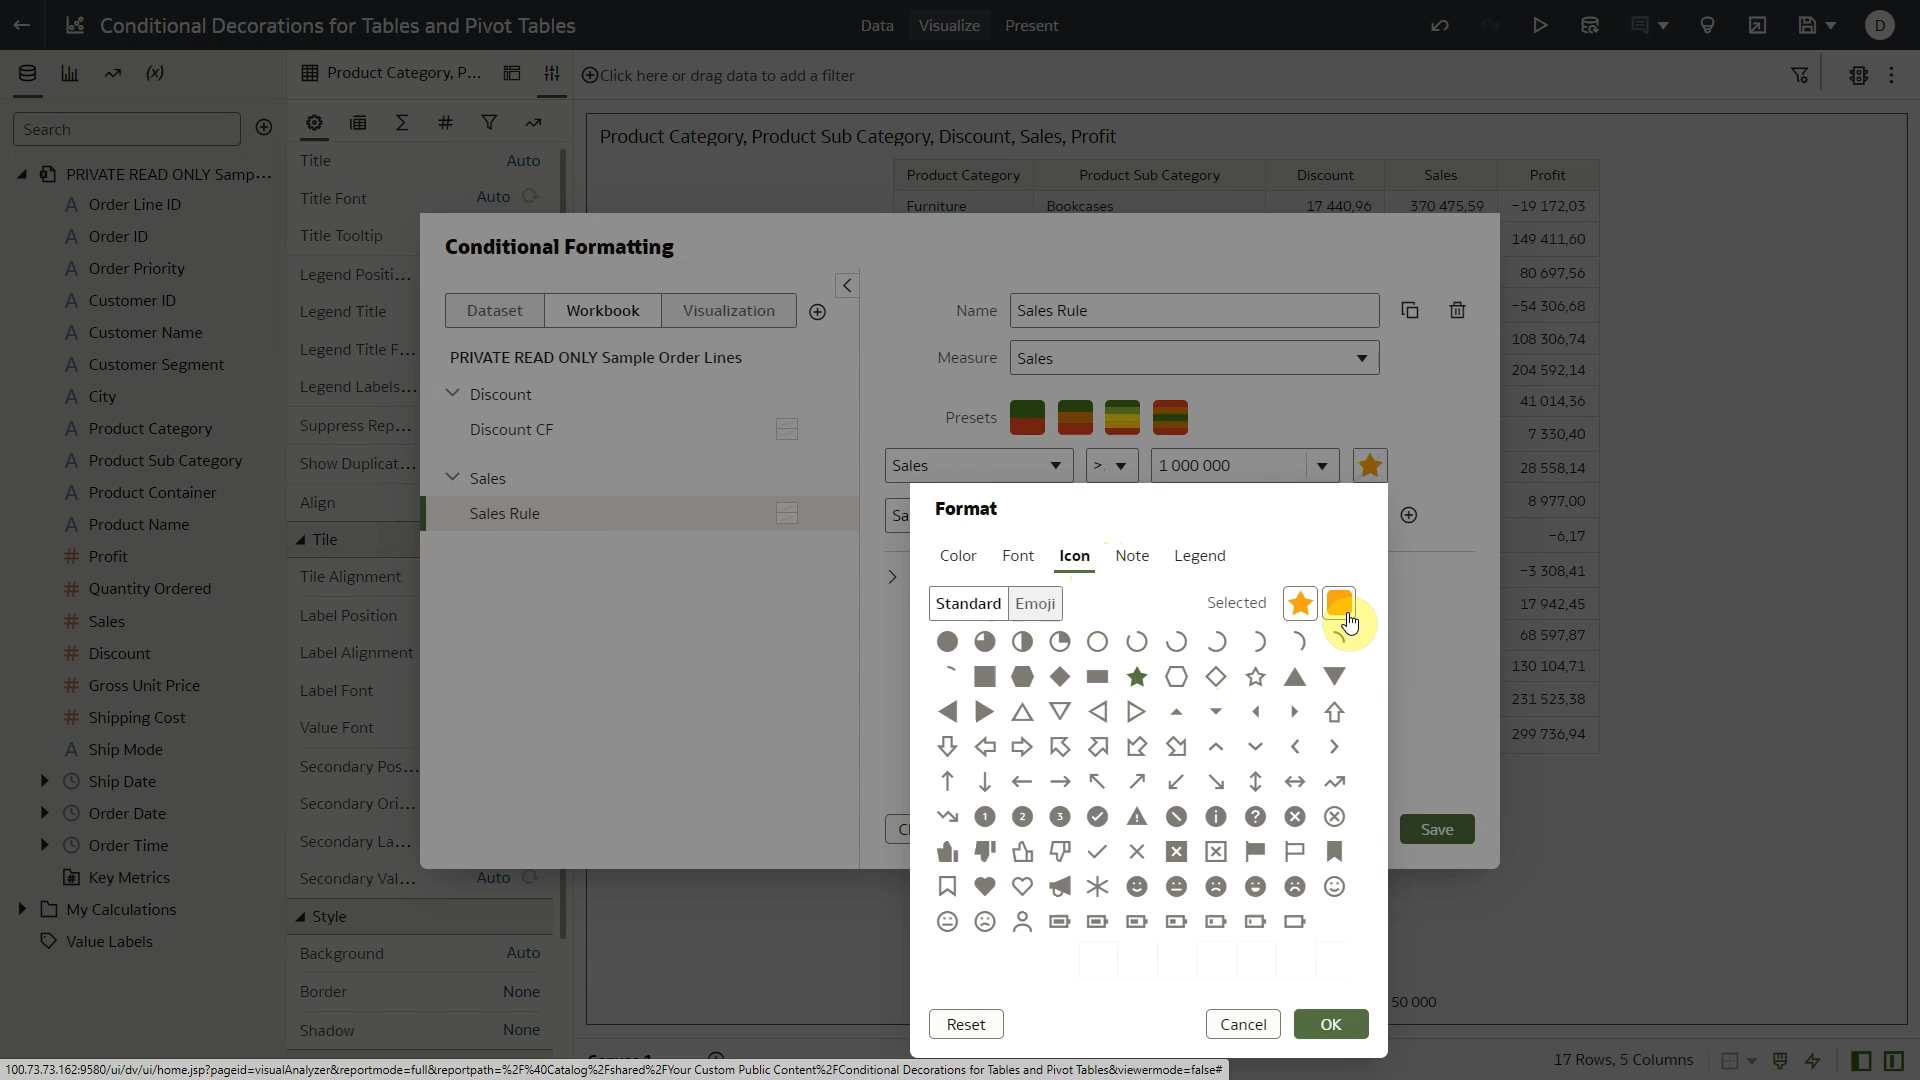 Conditional Decorations for Tables and Pivot Tables
Data Visualize Present
D
(x)
Product Category, P...
Click here or drag data to add a filter
Search
PRIVATE READ ONLY Samp...
Order Line ID
Order ID
Order Priority
Customer ID
Customer Name
Customer Segment
City
Product Category
Product Sub Category
Product Container
Product Name
Profit
Quantity Ordered
Sales
Discount
Gross Unit Price
Shipping Cost
Ship Mode
Ship Date
Order Date
Order Time
Key Metrics
My Calculations
Value Labels
Title Auto
Title Font Auto
Title Tooltip
Legend Positi...
Legend Title
Legend Title F...
Legend Labels...
Suppress Rep...
Show Duplicat...
Align
Tile
Tile Alignment
Label Position
Label Alignment
Label Font
Value Font
Secondary Pos...
Secondary Ori...
Secondary La...
Secondary Val... Auto
Style
Background Auto
Border None
Shadow None
Product Category, Product Sub Category, Discount, Sales, Profit
Product Category Product Sub Category Discount Sales Profit
Furniture Bookcases 17 440,96 370 475,59 -19 172,03
149 411,60
80 697,56
-54 306,68
108 306,74
204 592,14
41 014,36
7 330,40
28 558,14
8 977,00
-6,17
-3 308,41
17 942,45
68 597,87
130 104,71
231 523,38
299 736,94
Conditional Formatting
Dataset Workbook Visualization
PRIVATE READ ONLY Sample Order Lines
Discount
Discount CF
Sales
Sales Rule
Name Sales Rule
Measure Sales
Presets
Sales > 1 000 000
Sa
Save
Format
Color Font Icon Note Legend
Standard Emoji Selected
1 2 3
Reset Cancel OK
50 000
17 Rows, 5 Columns
100.73.73.162:9580/ui/dv/ui/home.jsp?pageid=visualAnalyzer&reportmode=full&reportpath=%2F%40Catalog%2Fshared%2FYour Custom Public Content%2FConditional Decorations for Tables and Pivot Tables&viewermode=false#